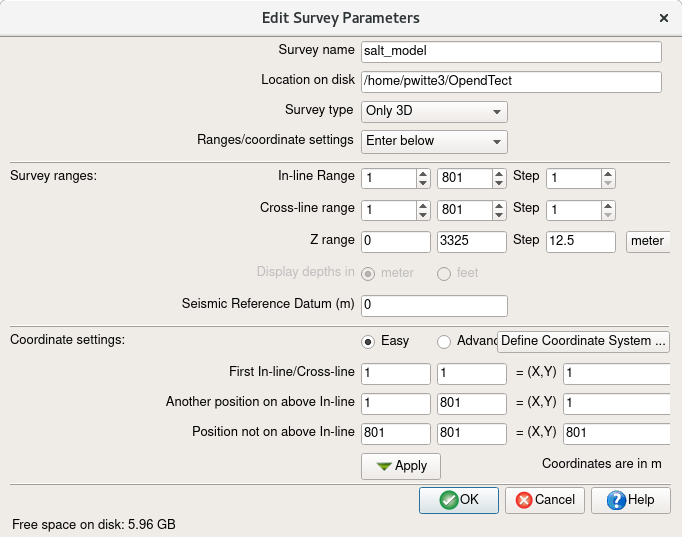 Edit Survey Parameters ×
Survey name salt_model
Location on disk /home/pwitte3/OpendTect
Survey type Only 3D
Ranges/coordinate settings Enter below
Survey ranges: In-line Range 1 801 Step 1
Cross-line range 1 801 Step 1
Z range 0 3325 Step 12.5 meter
Display depths in meter feet
Seismic Reference Datum (m) 0
Coordinate settings: Easy Advanc Define Coordinate System ...
First In-line/Cross-line 1 1 = (X,Y) 1
Another position on above In-line 1 801 = (X,Y) 1
Position not on above In-line 801 801 = (X,Y) 801
Apply Coordinates are in m
OK Cancel Help
Free space on disk: 5.96 GB